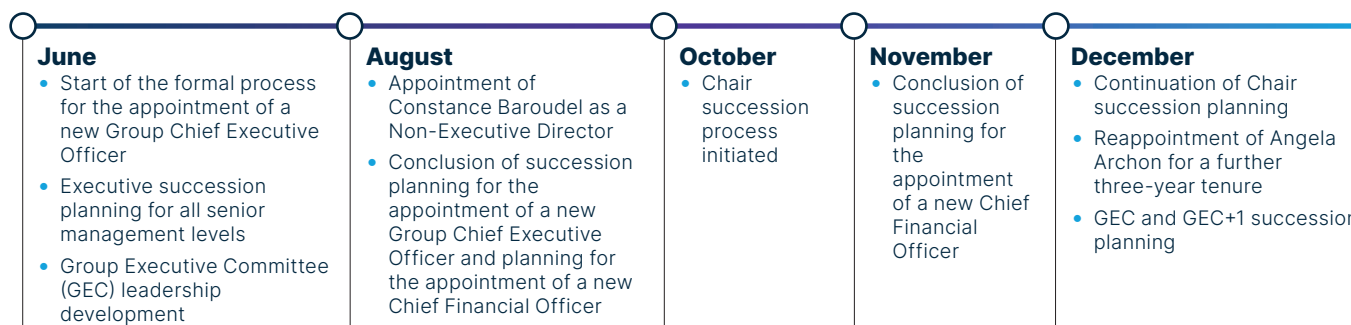 June
Start of the formal process
for the appointment of a
new Group Chief Executive
Officer
Executive succession
planning for all senior
management levels
Group Executive Committee
(GEC) leadership
development
August
Appointment of
Constance Baroudel as a
Non-Executive Director
Conclusion of succession
planning for the
appointment of a new
Group Chief Executive
Officer and planning for
the appointment of a new
Chief Financial Officer
October
Chair
succession
process
initiated
November
Conclusion of
succession
planning for
the
appointment
of a new Chief
Financial
Officer
December
Continuation of Chair
succession planning
Reappointment of Angela
Archon for a further
three-year tenure
GEC and GEC+1 succession
planning